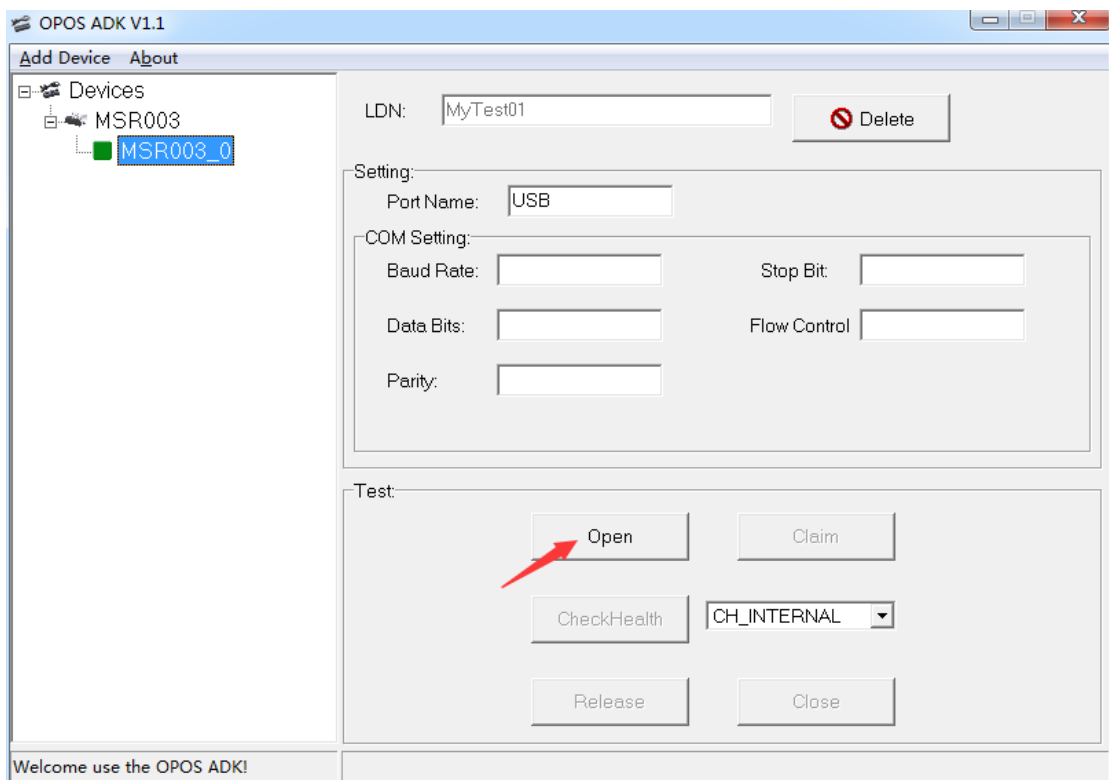 OPOS ADK V1.1
Add Device About
Devices
MSR003
MSR003_0
LDN: MyTest01 Delete
Setting:
Port Name: USB
COM Setting:
Baud Rate: Stop Bit:
Data Bits: Flow Control
Parity:
Test:
Open Claim
CheckHealth CH_INTERNAL
Release Close
Welcome use the OPOS ADK!